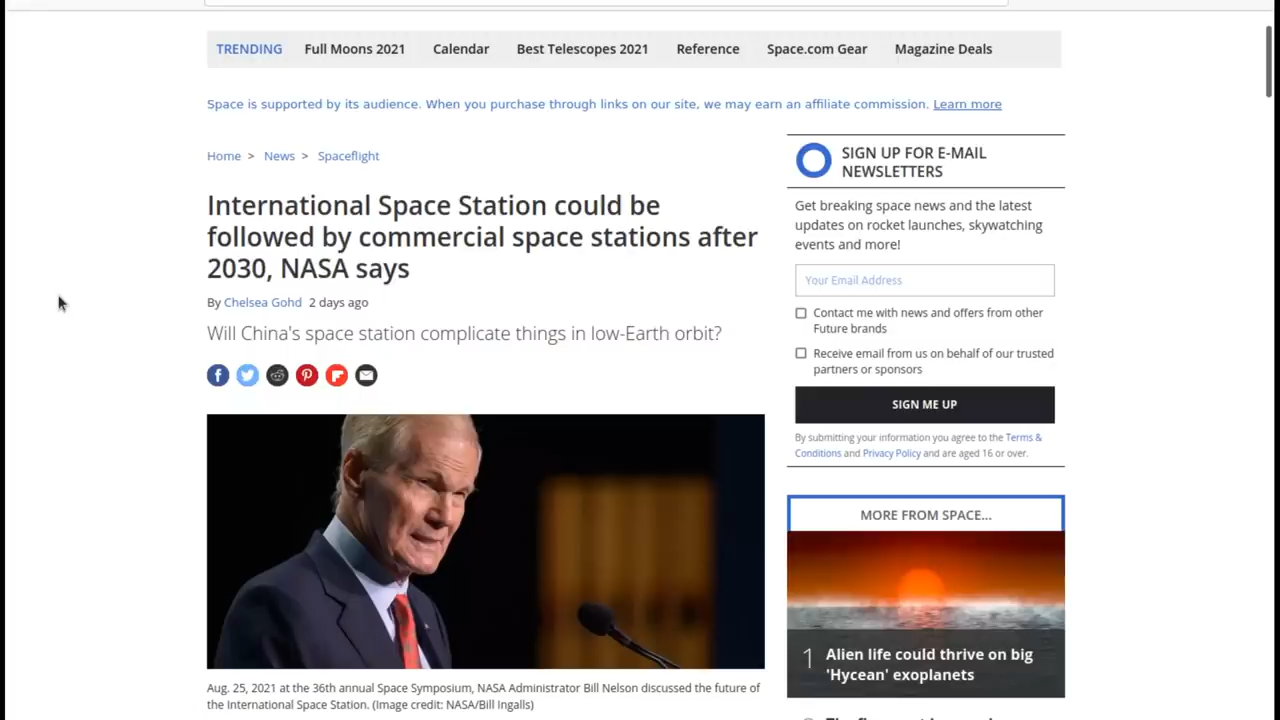 TRENDING Full Moons 2021 Calendar Best Telescopes 2021 Reference Space.com Gear Magazine Deals
Space is supported by its audience. When you purchase through links on our site, we may earn an affiliate commission. Learn more
Home > News > Spaceflight
International Space Station could be
followed by commercial space stations after
2030, NASA says
By Chelsea Gohd 2 days ago
Will China's space station complicate things in low-Earth orbit?
Aug. 25, 2021 at the 36th annual Space Symposium, NASA Administrator Bill Nelson discussed the future of
the International Space Station. (Image credit: NASA/Bill Ingalls)
SIGN UP FOR E-MAIL
NEWSLETTERS
Get breaking space news and the latest
updates on rocket launches, skywatching
events and more!
Your Email Address
Contact me with news and offers from other
Future brands
Receive email from us on behalf of our trusted
partners or sponsors
SIGN ME UP
By submitting your information you agree to the Terms &
Conditions and Privacy Policy and are aged 16 or over.
MORE FROM SPACE...
1 Alien life could thrive on big
'Hycean' exoplanets